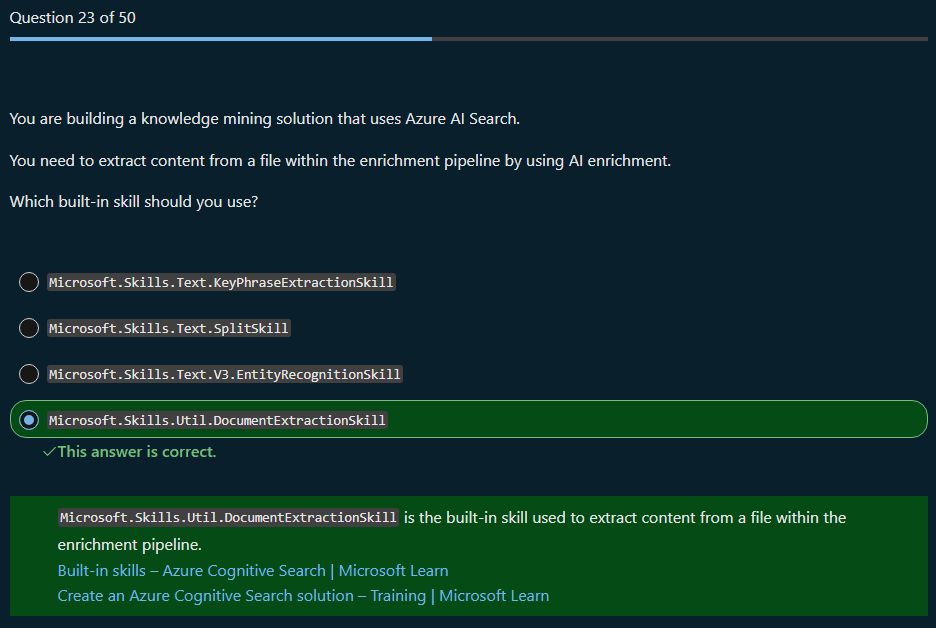 Question 23 of 50
You are building a knowledge mining solution that uses Azure AI Search.
You need to extract content from a file within the enrichment pipeline by using AI enrichment.
Which built-in skill should you use?
Microsoft.Skills.Text.KeyPhraseExtractionSkill
Microsoft.Skills.Text.SplitSkill
Microsoft.Skills.Text.V3.EntityRecognitionSkill
Microsoft.Skills.Util.DocumentExtractionSkill
✓This answer is correct.
Microsoft.Skills.Util.DocumentExtractionSkill is the built-in skill used to extract content from a file within the
enrichment pipeline.
Built-in skills – Azure Cognitive Search | Microsoft Learn
Create an Azure Cognitive Search solution – Training | Microsoft Learn